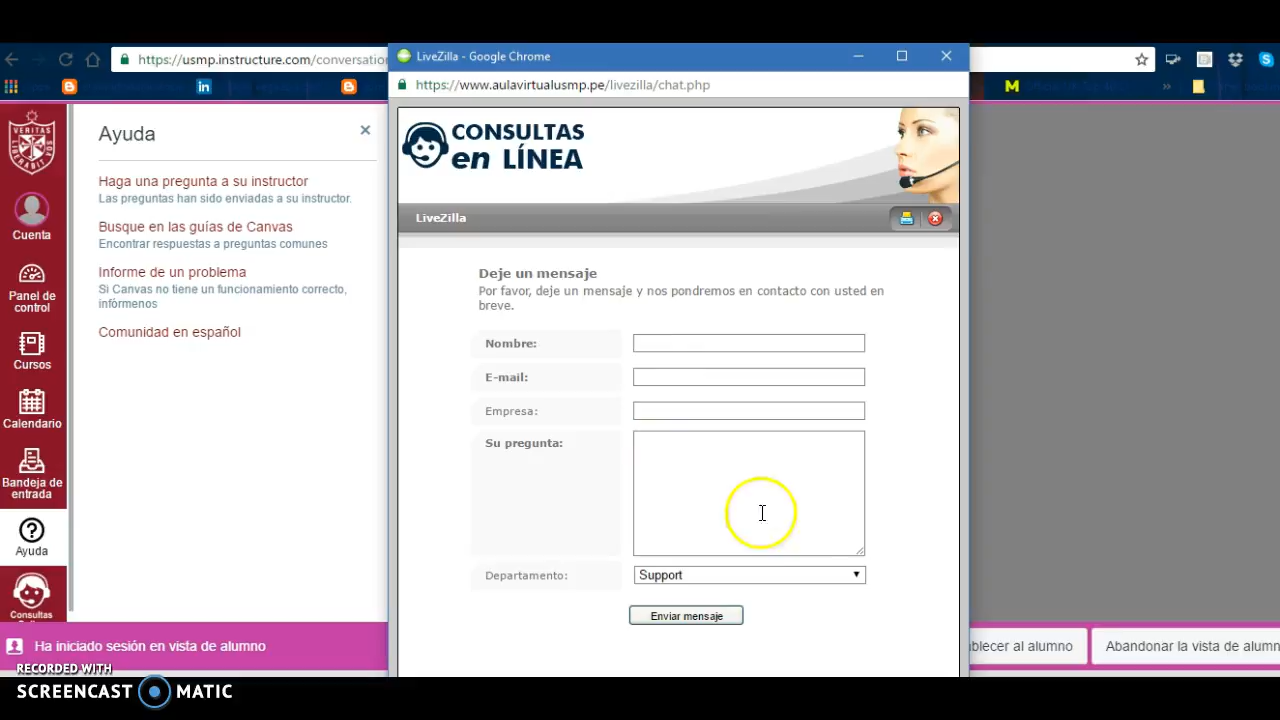 LiveZilla - Google Chrome
https://usmp.instructure.com/conversation
https://www.aulavirtualusmp.pe/livezilla/chat.php
Ayuda
Haga una pregunta a su instructor
Las preguntas han sido enviadas a su instructor.
Busque en las guías de Canvas
Encontrar respuestas a preguntas comunes
Informe de un problema
Si Canvas no tiene un funcionamiento correcto,
infórmenos
Comunidad en español
Cuenta
Panel de
control
Cursos
Calendario
Bandeja de
entrada
Ayuda
Consultas
CONSULTAS
en LÍNEA
LiveZilla
Deje un mensaje
Por favor, deje un mensaje y nos pondremos en contacto con usted en
breve.
Nombre:
E-mail:
Empresa:
Su pregunta:
Departamento:
Support
Enviar mensaje
Ha iniciado sesión en vista de alumno
blecer al alumno
Abandonar la vista de alumn
RECORDED WITH
SCREENCAST MATIC